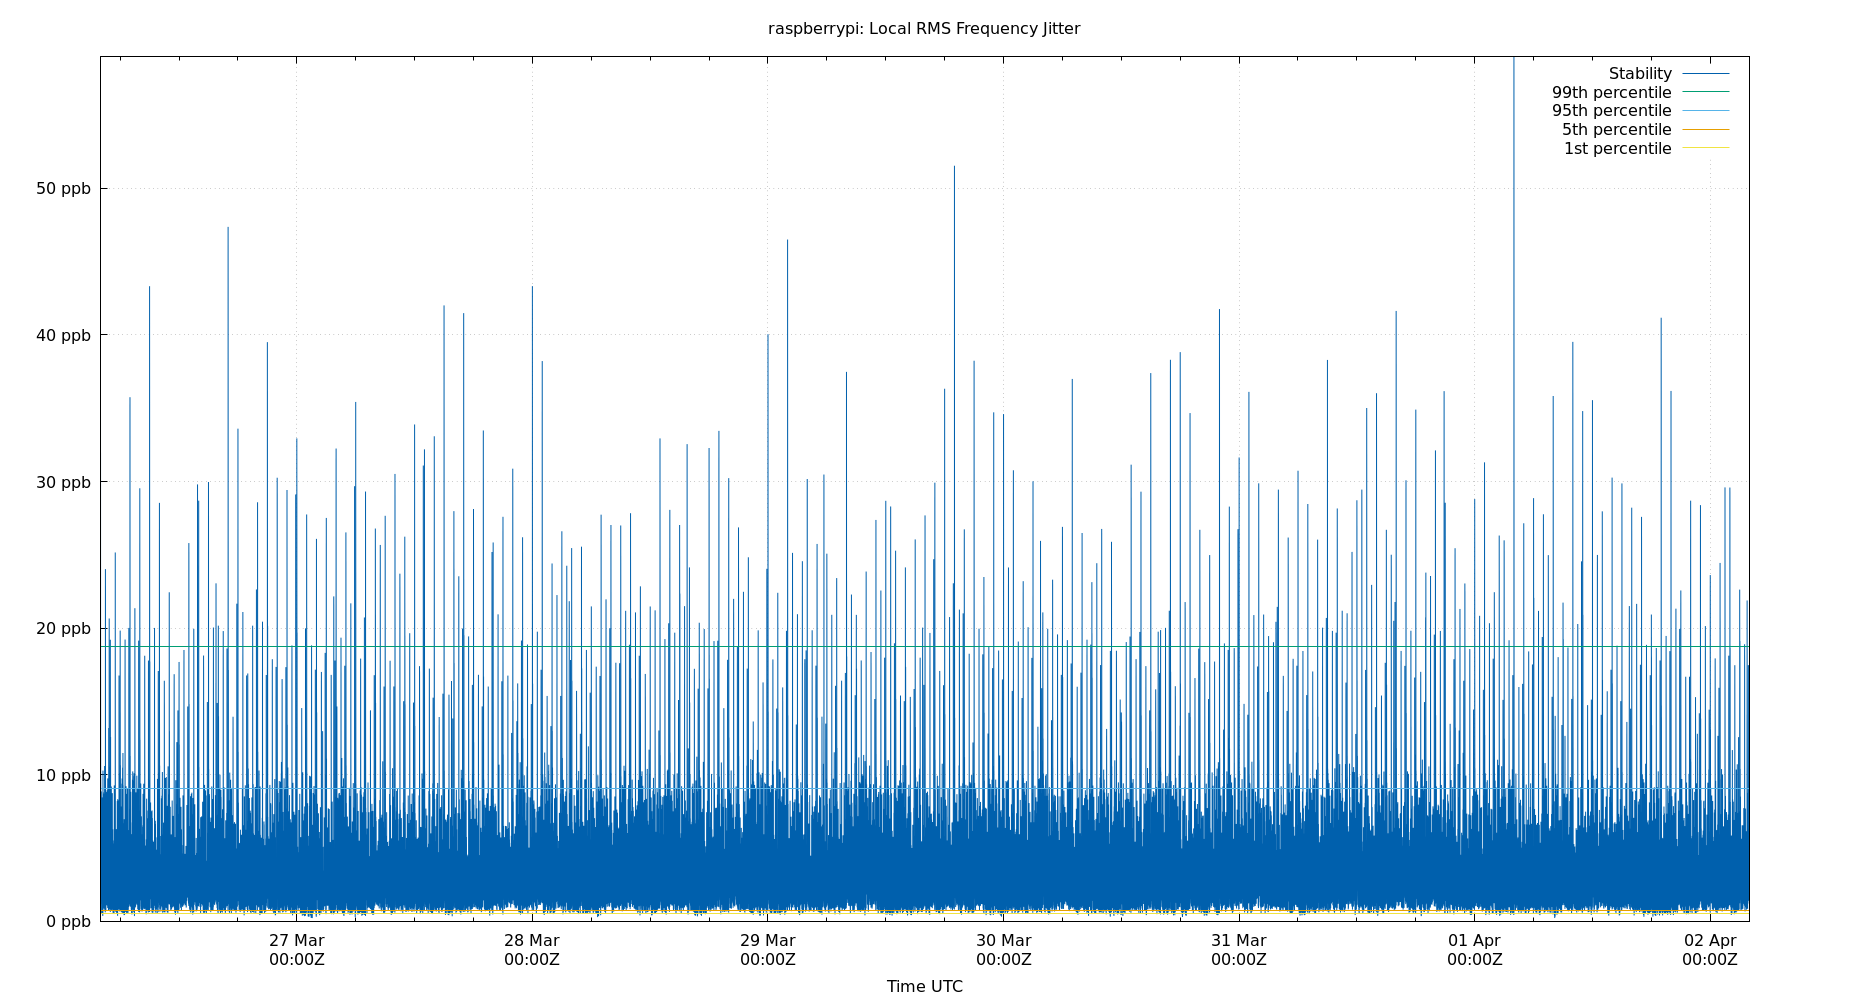 raspberrypi: Local RMS Frequency Jitter
Stability
99th percentile
95th percentile
5th percentile
1st percentile
50 ppb
40 ppb
30 ppb
20 ppb
10 ppb
0 ppb
27 Mar 28 Mar 29 Mar 30 Mar 31 Mar 01 Apr 02 Apr
00:00Z 00:00Z 00:00Z 00:00Z 00:00Z 00:00Z 00:00Z
Time UTC